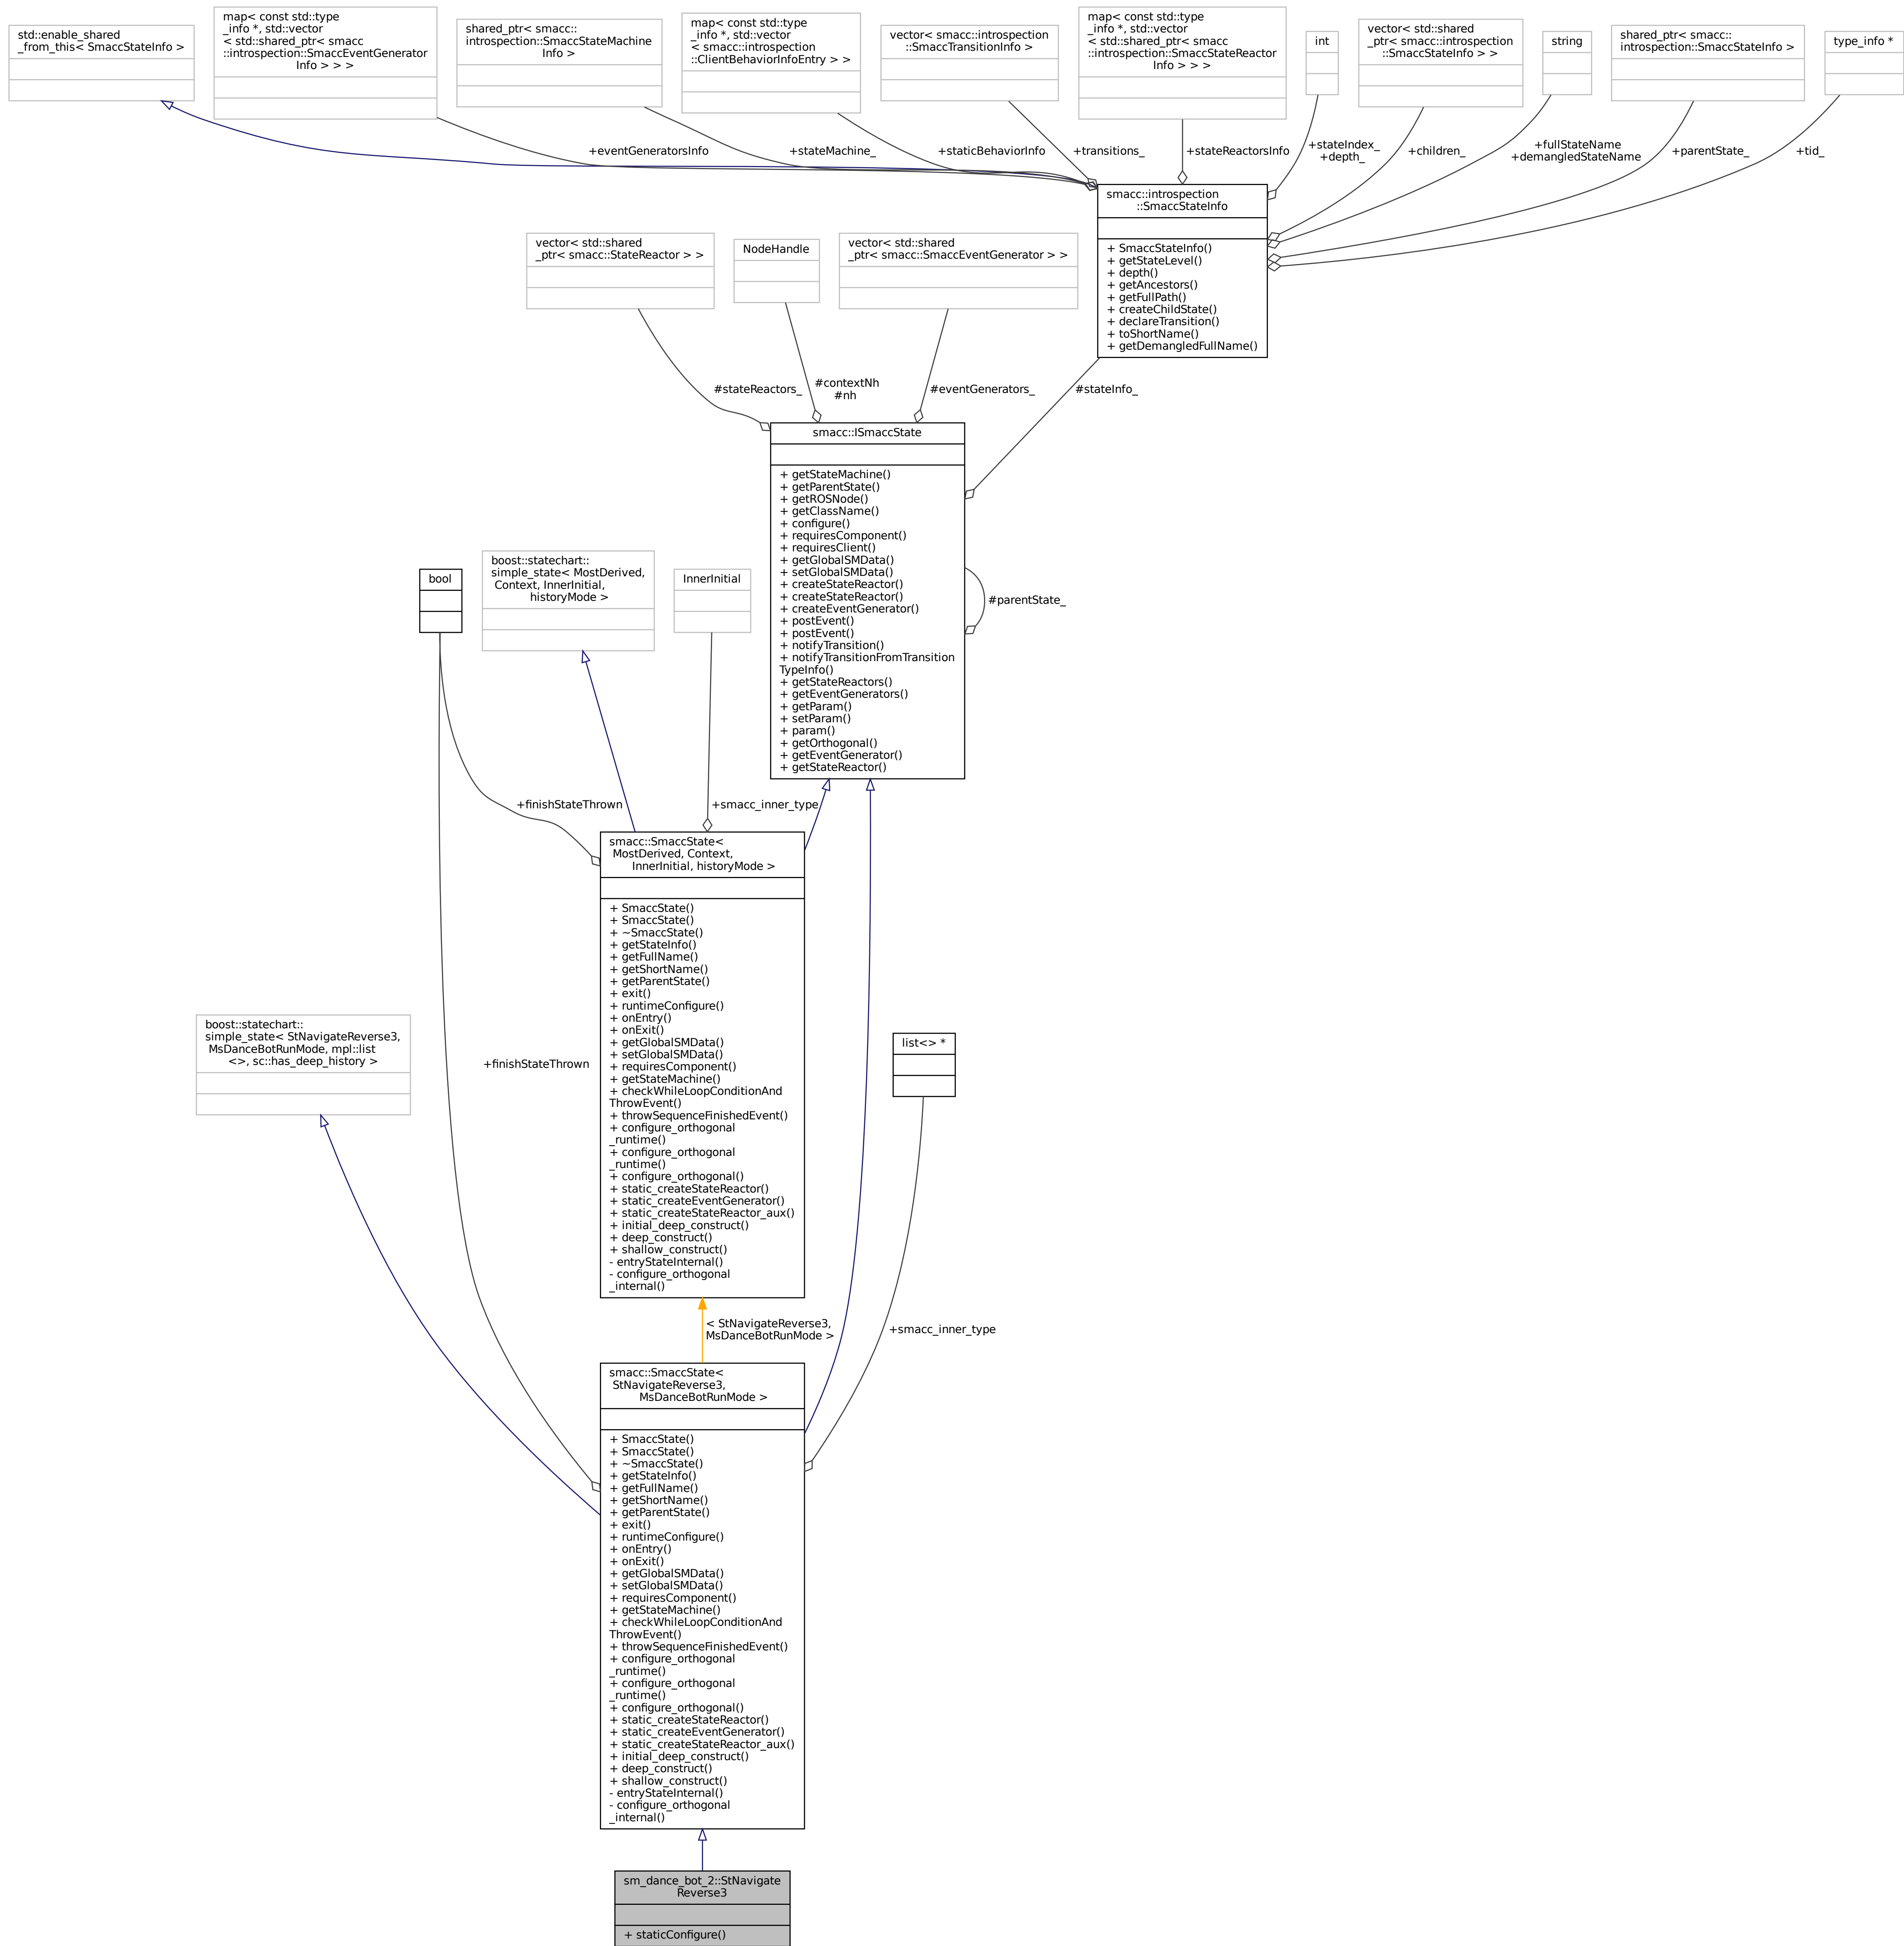 std::enable_shared
_from_this< SmaccStateInfo >
map< const std::type
_info *, std::vector
< std::shared_ptr< smacc
::introspection::SmaccEventGenerator
Info > > >
shared_ptr< smacc::
introspection::SmaccStateMachine
Info >
map< const std::type
_info *, std::vector
< smacc::introspection
::ClientBehaviorInfoEntry > >
vector< smacc::introspection
::SmaccTransitionInfo >
map< const std::type
_info *, std::vector
< std::shared_ptr< smacc
::introspection::SmaccStateReactor
Info > > >
int
vector< std::shared
_ptr< smacc::introspection
::SmaccStateInfo > >
string
shared_ptr< smacc::
introspection::SmaccStateInfo >
type_info *
+eventGeneratorsInfo
+stateMachine_
+staticBehaviorInfo
+transitions_
+stateReactorsInfo
+stateIndex_
+depth_
+children_
+fullStateName
+demangledStateName
+parentState_
+tid_
smacc::introspection
::SmaccStateInfo
+ SmaccStateInfo()
+ getStateLevel()
+ depth()
+ getAncestors()
+ getFullPath()
+ createChildState()
+ declareTransition()
+ toShortName()
+ getDemangledFullName()
vector< std::shared
_ptr< smacc::StateReactor > >
NodeHandle
vector< std::shared
_ptr< smacc::SmaccEventGenerator > >
#stateReactors_
#contextNh
#nh
#eventGenerators_
#stateInfo_
smacc::ISmaccState
+ getStateMachine()
+ getParentState()
+ getROSNode()
+ getClassName()
+ configure()
+ requiresComponent()
+ requiresClient()
+ getGlobalSMData()
+ setGlobalSMData()
+ createStateReactor()
+ createStateReactor()
+ createEventGenerator()
+ postEvent()
+ postEvent()
+ notifyTransition()
+ notifyTransitionFromTransition
TypeInfo()
+ getStateReactors()
+ getEventGenerators()
+ getParam()
+ setParam()
+ param()
+ getOrthogonal()
+ getEventGenerator()
+ getStateReactor()
#parentState_
bool
boost::statechart::
simple_state< MostDerived,
Context, InnerInitial,
historyMode >
InnerInitial
+finishStateThrown
+smacc_inner_type
smacc::SmaccState<
MostDerived, Context,
InnerInitial, historyMode >
+ SmaccState()
+ SmaccState()
+ ~SmaccState()
+ getStateInfo()
+ getFullName()
+ getShortName()
+ getParentState()
+ exit()
+ runtimeConfigure()
+ onEntry()
+ onExit()
+ getGlobalSMData()
+ setGlobalSMData()
+ requiresComponent()
+ getStateMachine()
+ checkWhileLoopConditionAnd
ThrowEvent()
+ throwSequenceFinishedEvent()
+ configure_orthogonal
_runtime()
+ configure_orthogonal
_runtime()
+ configure_orthogonal()
+ static_createStateReactor()
+ static_createEventGenerator()
+ static_createStateReactor_aux()
+ initial_deep_construct()
+ deep_construct()
+ shallow_construct()
- entryStateInternal()
- configure_orthogonal
_internal()
boost::statechart::
simple_state< StNavigateReverse3,
MsDanceBotRunMode, mpl::list
<>, sc::has_deep_history >
+finishStateThrown
list<> *
< StNavigateReverse3,
MsDanceBotRunMode >
+smacc_inner_type
smacc::SmaccState<
StNavigateReverse3,
MsDanceBotRunMode >
+ SmaccState()
+ SmaccState()
+ ~SmaccState()
+ getStateInfo()
+ getFullName()
+ getShortName()
+ getParentState()
+ exit()
+ runtimeConfigure()
+ onEntry()
+ onExit()
+ getGlobalSMData()
+ setGlobalSMData()
+ requiresComponent()
+ getStateMachine()
+ checkWhileLoopConditionAnd
ThrowEvent()
+ throwSequenceFinishedEvent()
+ configure_orthogonal
_runtime()
+ configure_orthogonal
_runtime()
+ configure_orthogonal()
+ static_createStateReactor()
+ static_createEventGenerator()
+ static_createStateReactor_aux()
+ initial_deep_construct()
+ deep_construct()
+ shallow_construct()
- entryStateInternal()
- configure_orthogonal
_internal()
sm_dance_bot_2::StNavigate
Reverse3
+ staticConfigure()